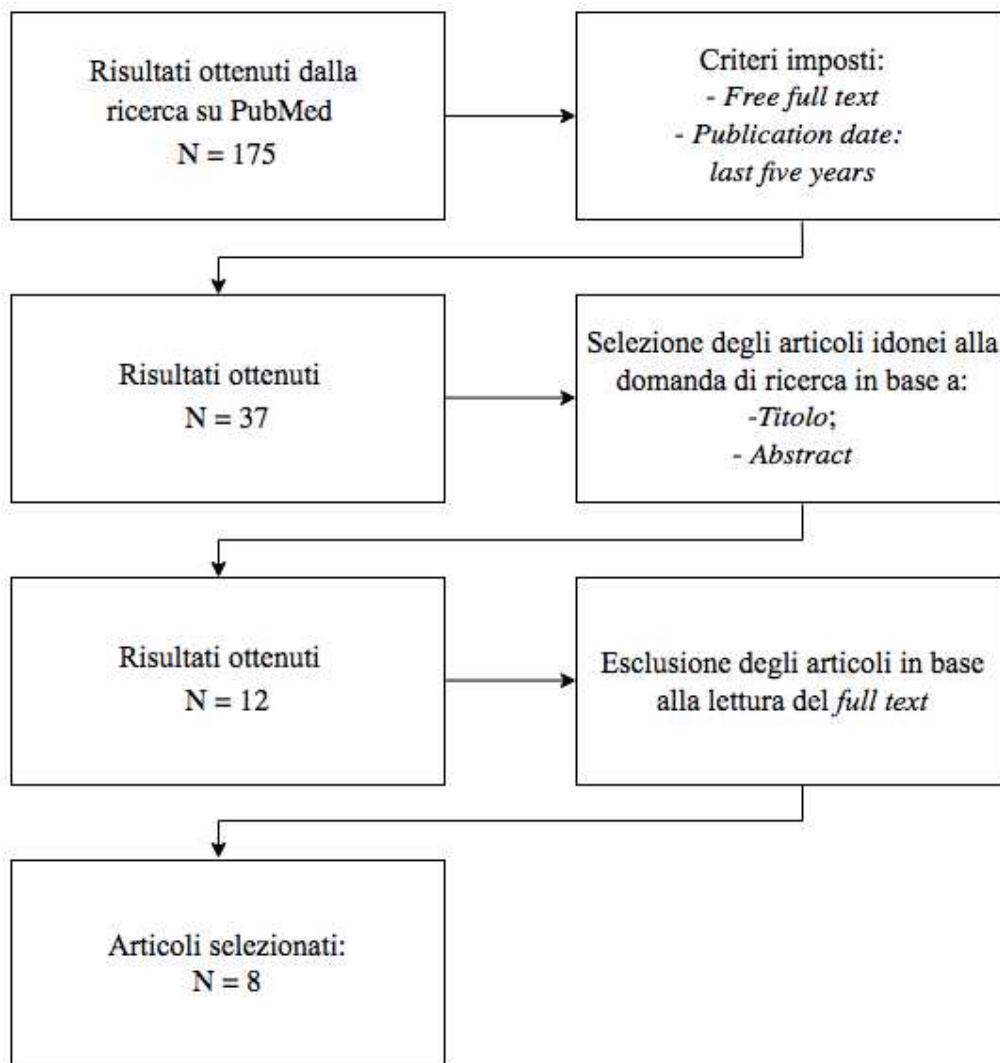 Risultati ottenuti dalla
ricerca su PubMed
N = 175
Criteri imposti:
- Free full text
- Publication date:
last five years
Risultati ottenuti
N = 37
Selezione degli articoli idonei alla
domanda di ricerca in base a:
-Titolo;
- Abstract
Risultati ottenuti
N = 12
Esclusione degli articoli in base
alla lettura del full text
Articoli selezionati:
N = 8